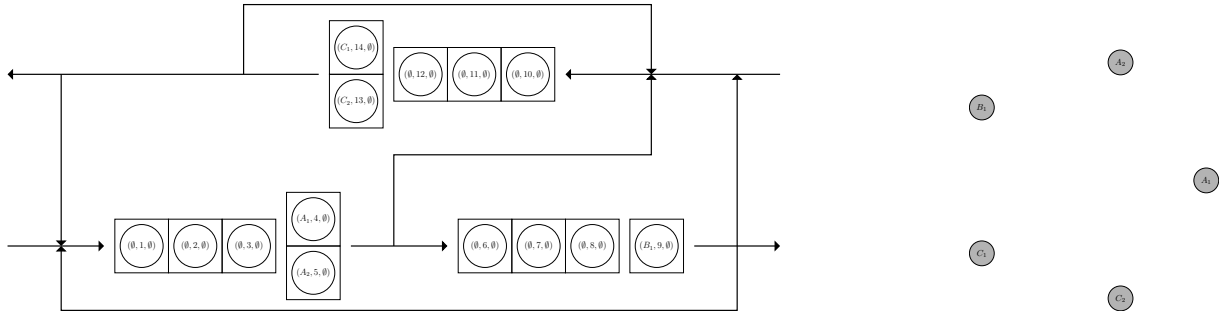 (C₁, 14, ∅)
(∅, 12, ∅) (∅, 11, ∅) (∅, 10, ∅)
(C₂, 13, ∅)
(A₁, 4, ∅)
(∅, 1, ∅) (∅, 2, ∅) (∅, 3, ∅) (∅, 6, ∅) (∅, 7, ∅) (∅, 8, ∅) (B₁, 9, ∅)
(A₂, 5, ∅)
A₂
B₁
A₁
C₁
C₂